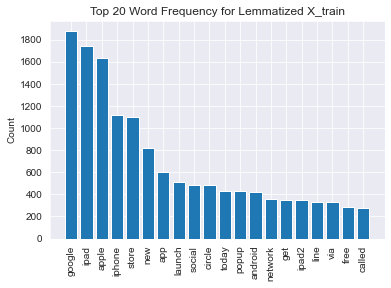 Top 20 Word Frequency for Lemmatized X_train
Count
1800
1600
1400
1200
1000
800
600
400
200
0
google
ipad
apple
iphone
store
new
app
launch
social
circle
today
popup
android
network
get
ipad2
line
via
free
called